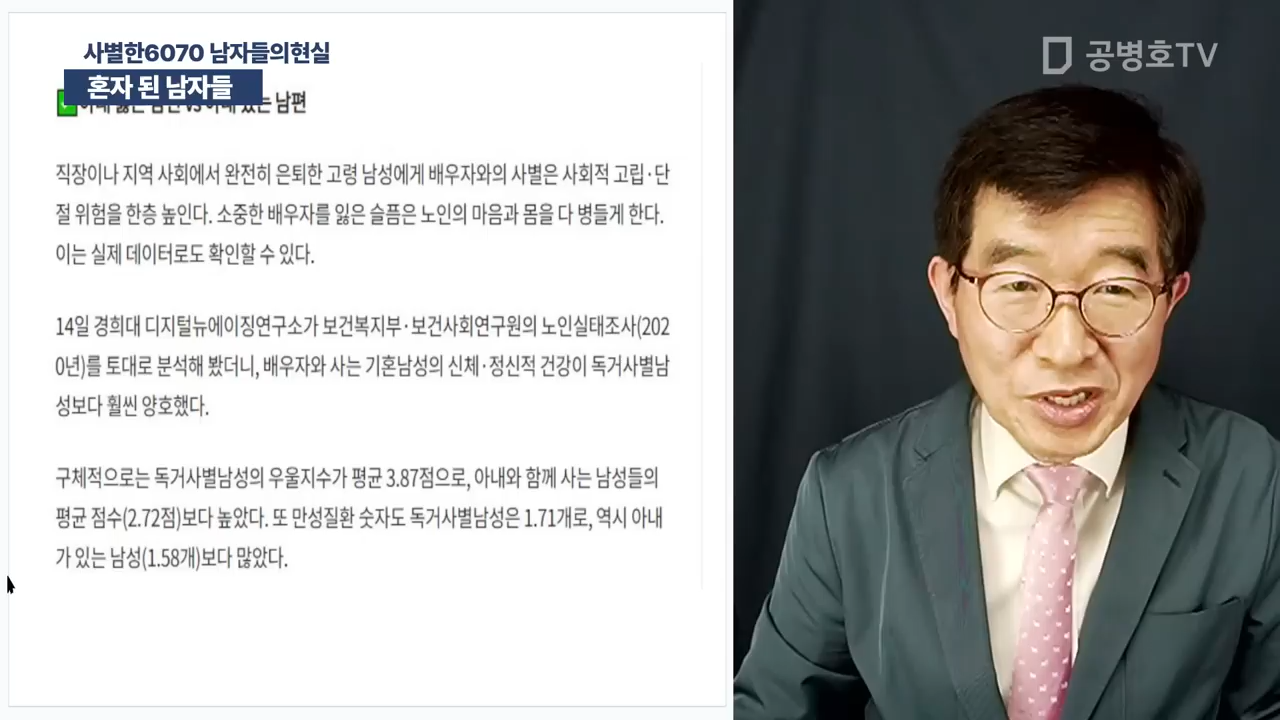 사별한6070 남자들의현실
혼자 된 남자들
공병호TV
남편
직장이나 지역 사회에서 완전히 은퇴한 고령 남성에게 배우자와의 사별은 사회적 고립·단
절 위험을 한층 높인다. 소중한 배우자를 잃은 슬픔은 노인의 마음과 몸을 다 병들게 한다.
이는 실제 데이터로도 확인할 수 있다.
14일 경희대 디지털뉴에이징연구소가 보건복지부·보건사회연구원의 노인실태조사(202
0년)를 토대로 분석해 봤더니, 배우자와 사는 기혼남성의 신체·정신적 건강이 독거사별남
성보다 훨씬 양호했다.
구체적으로는 독거사별남성의 우울지수가 평균 3.87점으로, 아내와 함께 사는 남성들의
평균 점수(2.72점)보다 높았다. 또 만성질환 숫자도 독거사별남성은 1.71개로, 역시 아내
가 있는 남성(1.58개)보다 많았다.